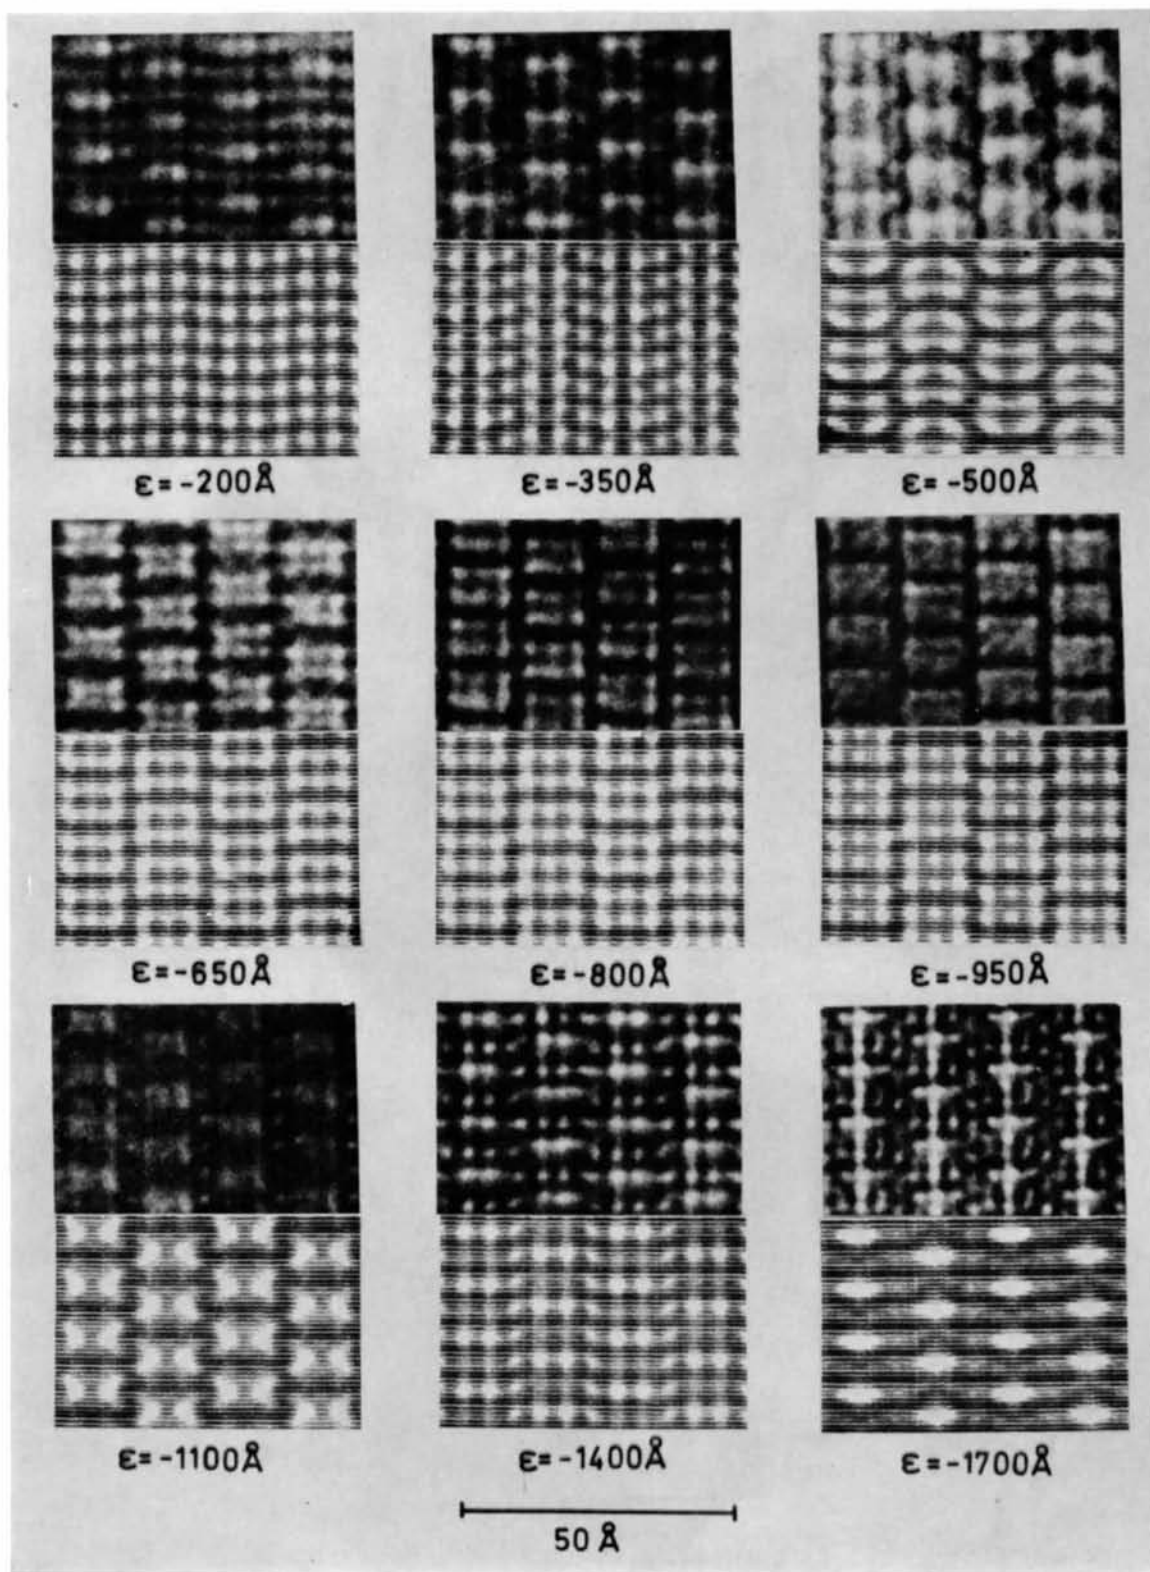 ε = -200Å
ε = -350Å
ε = -500Å
ε = -650Å
ε = -800Å
ε = -950Å
ε = -1100Å
ε = -1400Å
ε = -1700Å
50 Å